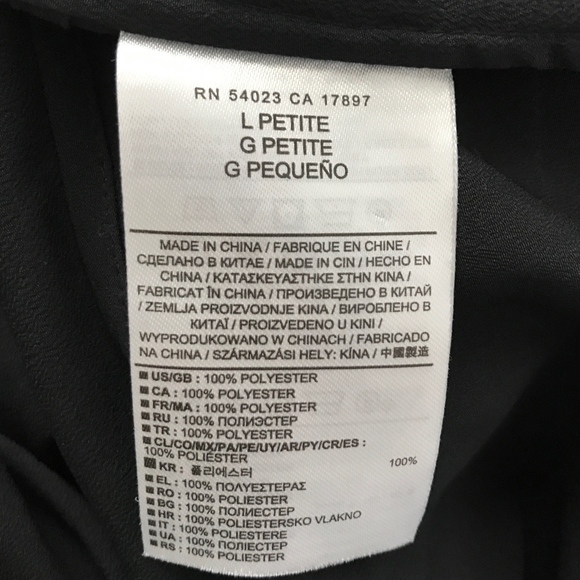 RN 54023 CA 17897
L PETITE
G PETITE
G PEQUEÑO
MADE IN CHINA / FABRIQUE EN CHINE /
СДЕЛАНО В КИТАЕ / MADE IN CIN / HECHO EN
CHINA / ΚΑΤΑΣΚΕΥΑΣΤΗΚΕ ΣΤΗΝ ΚΙΝΑ /
FABRICAT ÎN CHINA / ПРОИЗВЕДЕНО В КИТАЙ
/ ZEMLJA PROIZVODNJE KINA / ВИРОБЛЕНО В
КИТАЇ / PROIZVEDENO U KINI /
WYPRODUKOWANO W CHINACH / FABRICADO
NA CHINA / SZÁRMAZÁSI HELY: KÍNA / 中國製造
US/GB : 100% POLYESTER
CA : 100% POLYESTER
FR/MA : 100% POLYESTER
RU : 100% ПОЛИЭСТЕР
TR : 100% POLYESTER
CL/CO/MX/PA/PE/UY/AR/PY/CR/ES :
100% POLIÉSTER
KR : 폴리에스터 100%
EL : 100% ΠΟΛΥΕΣΤΕΡΑΣ
RO : 100% POLIESTER
BG : 100% ПОЛИЕСТЕР
HR : 100% POLIESTERSKO VLAKNO
IT : 100% POLIESTERE
UA : 100% ПОЛІЕСТЕР
RS : 100% POLIESTER